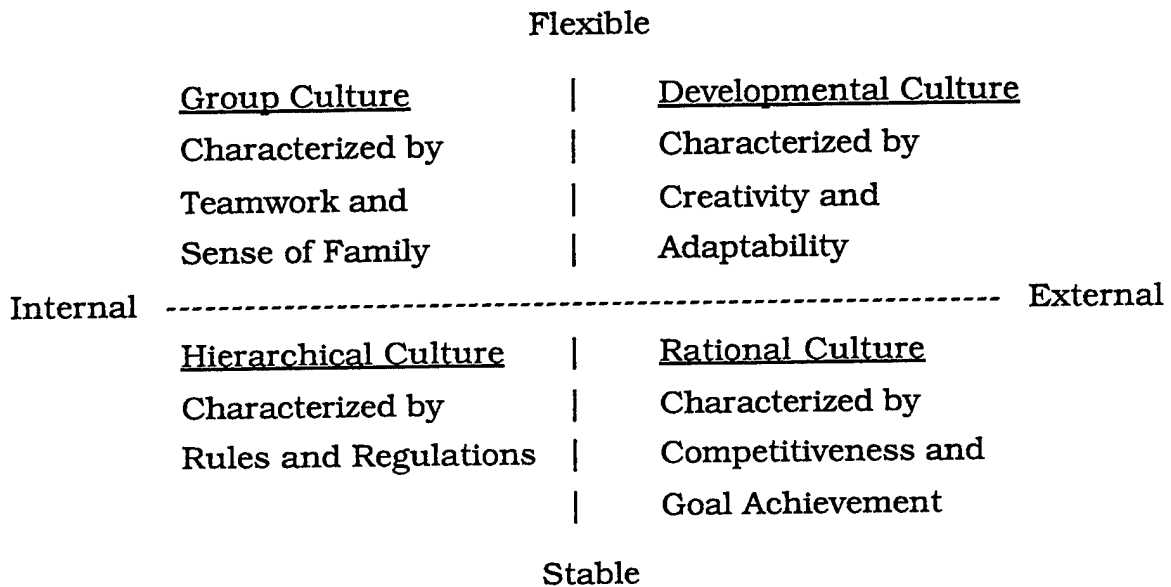 Flexible
Group Culture | Developmental Culture
Characterized by | Characterized by
Teamwork and | Creativity and
Sense of Family | Adaptability
Internal ------------------------------------------------------------ External
Hierarchical Culture | Rational Culture
Characterized by | Characterized by
Rules and Regulations | Competitiveness and
| Goal Achievement
Stable